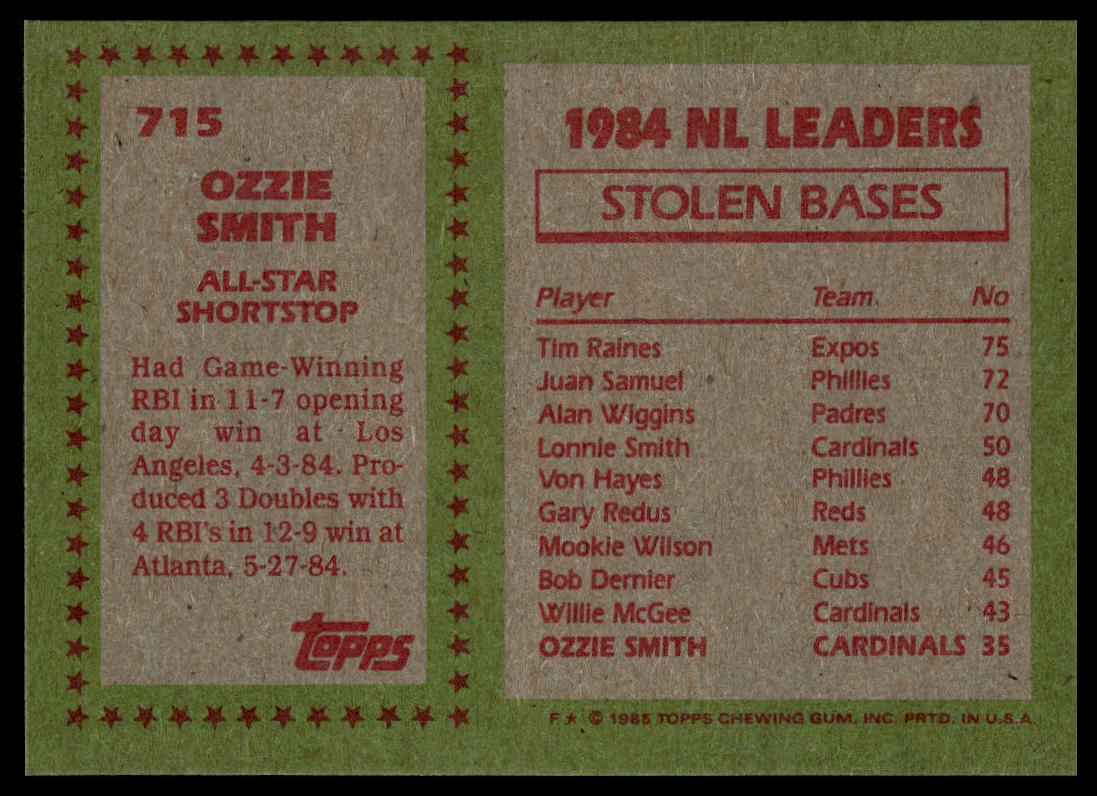 715
OZZIE
SMITH
ALL-STAR
SHORTSTOP
Had Game-Winning
RBI in 11-7 opening
day win at Los
Angeles, 4-3-84. Pro-
duced 3 Doubles with
4 RBI's in 12-9 win at
Atlanta, 5-27-84.
topps
1984 NL LEADERS
STOLEN BASES
Player Team No
Tim Raines Expos 75
Juan Samuel Phillies 72
Alan Wiggins Padres 70
Lonnie Smith Cardinals 50
Von Hayes Phillies 48
Gary Redus Reds 48
Mookie Wilson Mets 46
Bob Dernier Cubs 45
Willie McGee Cardinals 43
OZZIE SMITH CARDINALS 35
F★ © 1985 TOPPS CHEWING GUM, INC. PRTD. IN U.S.A.